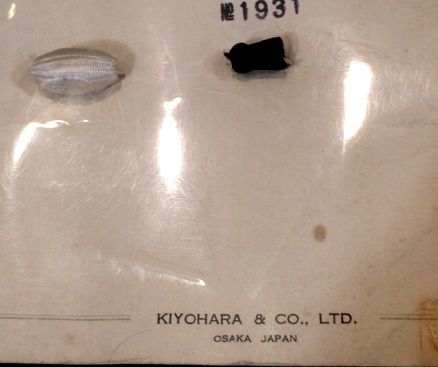 №1931
KIYOHARA & CO., LTD.
OSAKA JAPAN